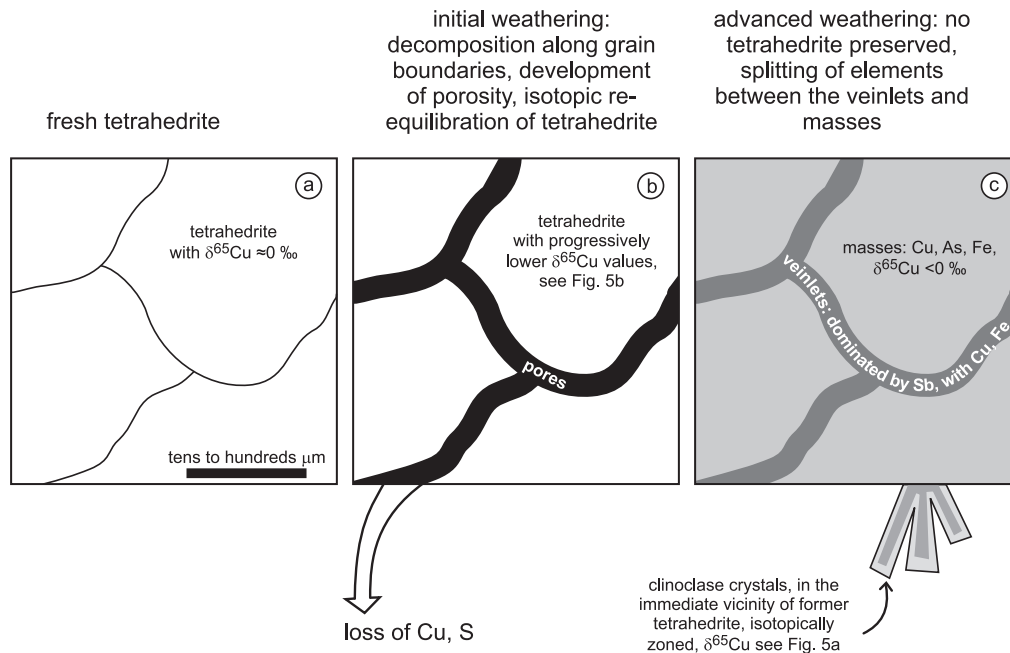 fresh tetrahedrite
initial weathering:
decomposition along grain
boundaries, development
of porosity, isotopic re-
equilibration of tetrahedrite
advanced weathering: no
tetrahedrite preserved,
splitting of elements
between the veinlets and
masses
a
tetrahedrite
with δ⁶⁵Cu ≈0 ‰
tens to hundreds μm
b
tetrahedrite
with progressively
lower δ⁶⁵Cu values,
see Fig. 5b
pores
loss of Cu, S
c
masses: Cu, As, Fe,
δ⁶⁵Cu <0 ‰
veinlets: dominated by Sb, with Cu, Fe
clinoclase crystals, in the
immediate vicinity of former
tetrahedrite, isotopically
zoned, δ⁶⁵Cu see Fig. 5a